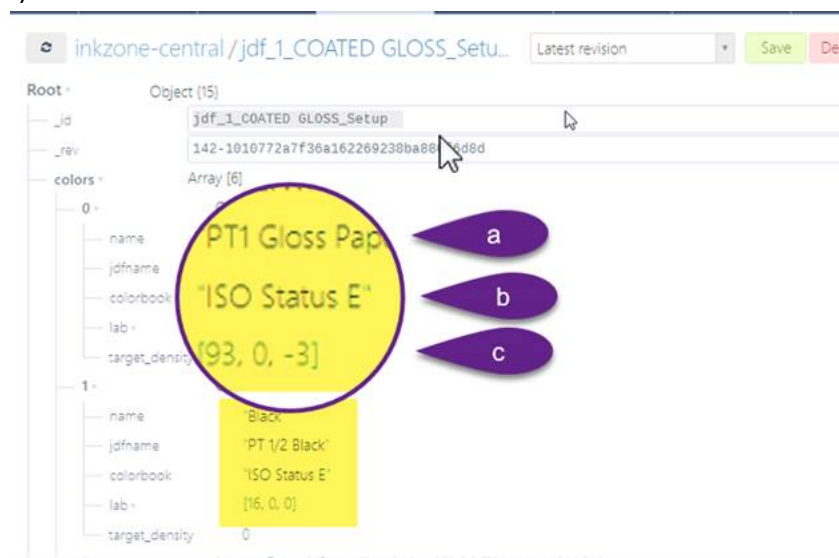 inkzone-central / jdf_1_COATED GLOSS_Setu... Latest revision Save De
Root Object {15}
_id jdf_1_COATED GLOSS_Setup
_rev
colors Array [6]
0
name "PT1 Gloss Pap a
jdfname
colorbook "ISO Status E" b
lab
target_density [93, 0, -3] c
1
name "Black"
jdfname "PT 1/2 Black"
colorbook "ISO Status E"
lab [16, 0, 0]
target_density 0